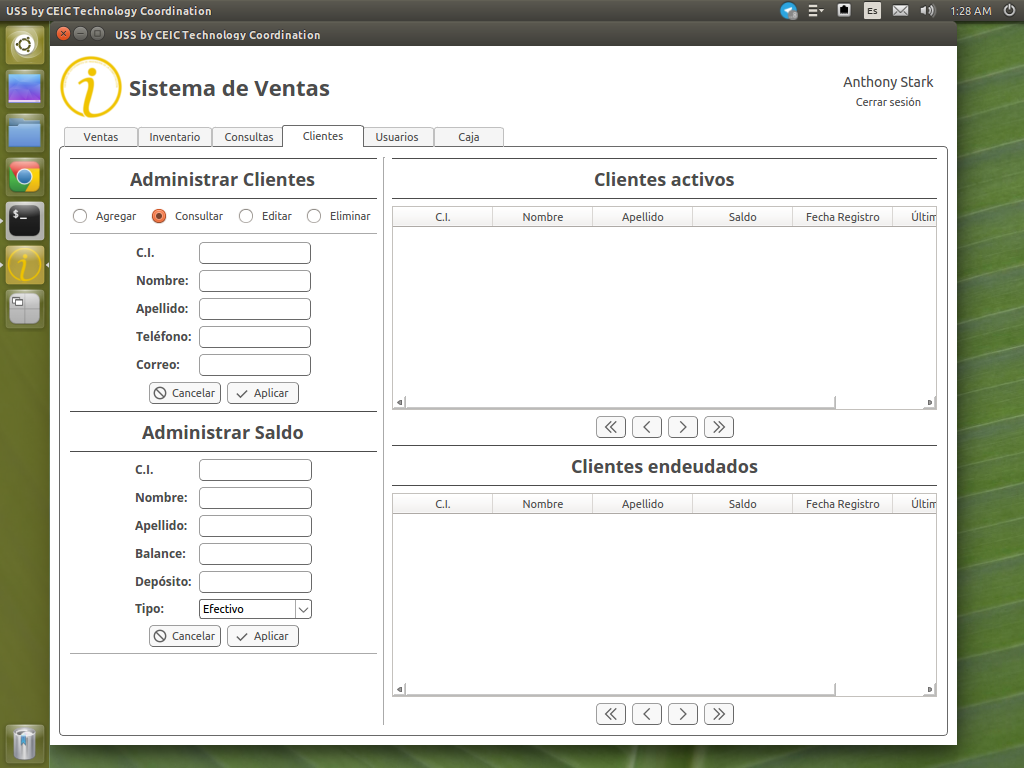 USS by CEIC Technology Coordination
Es
1:28 AM
USS by CEIC Technology Coordination
Sistema de Ventas
Anthony Stark
Cerrar sesión
Ventas Inventario Consultas Clientes Usuarios Caja
Administrar Clientes
Agregar Consultar Editar Eliminar
C.I.
Nombre:
Apellido:
Teléfono:
Correo:
Cancelar Aplicar
Administrar Saldo
C.I.
Nombre:
Apellido:
Balance:
Depósito:
Tipo: Efectivo
Cancelar Aplicar
Clientes activos
C.I. Nombre Apellido Saldo Fecha Registro Últim
Clientes endeudados
C.I. Nombre Apellido Saldo Fecha Registro Últim